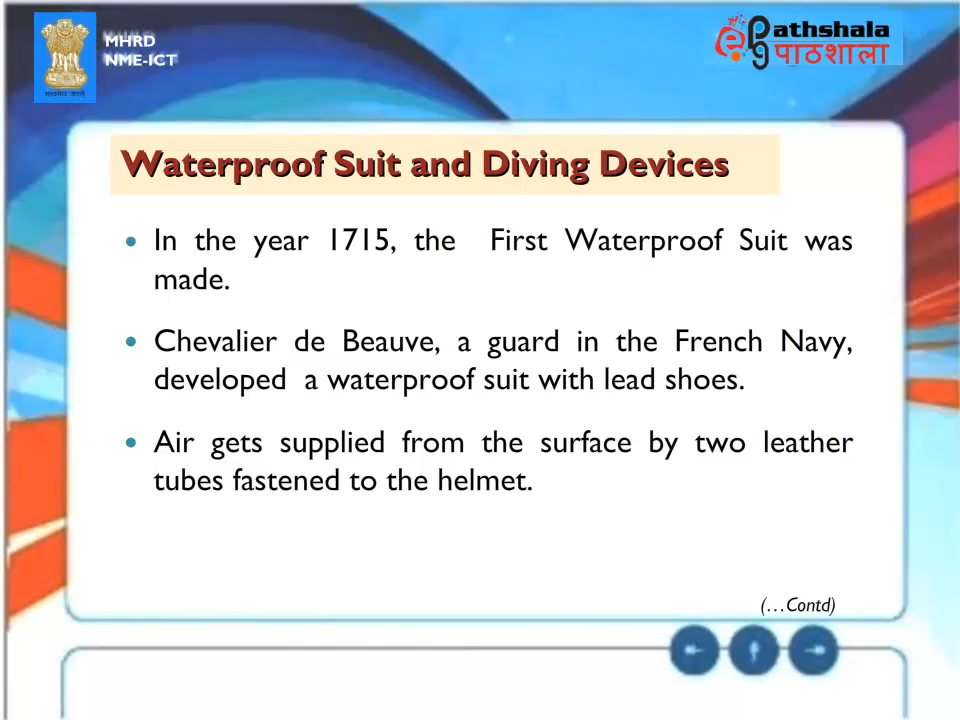 MHRD
NME-ICT
ePathshala
पाठशाला
Waterproof Suit and Diving Devices
• In the year 1715, the First Waterproof Suit was
made.
• Chevalier de Beauve, a guard in the French Navy,
developed a waterproof suit with lead shoes.
• Air gets supplied from the surface by two leather
tubes fastened to the helmet.
(…Contd)